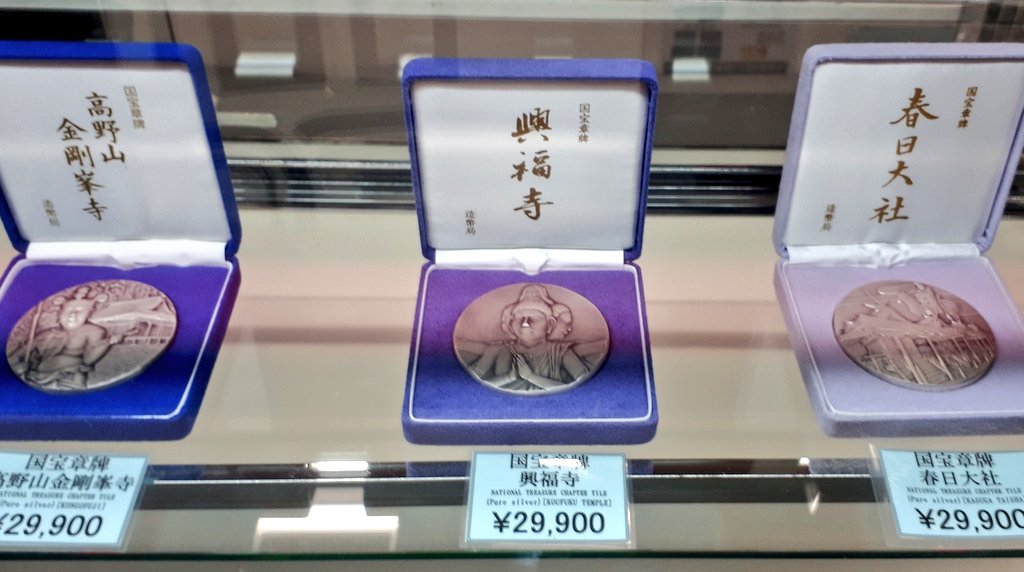 国宝章牌
高野山
金剛峯寺
造幣局
国宝章牌
興福寺
造幣局
国宝章牌
春日大社
造幣局
国宝章牌
高野山金剛峯寺
NATIONAL TREASURE CHAPTER TILE
(Pure silver)[KONGOBUJI]
¥29,900
国宝章牌
興福寺
NATIONAL TREASURE CHAPTER TILE
(Pure silver)[KOUFUKU TEMPLE]
¥29,900
国宝章牌
春日大社
NATIONAL TREASURE CHAPTER TILE
(Pure silver)[KASUGA TAISHA
¥29,900